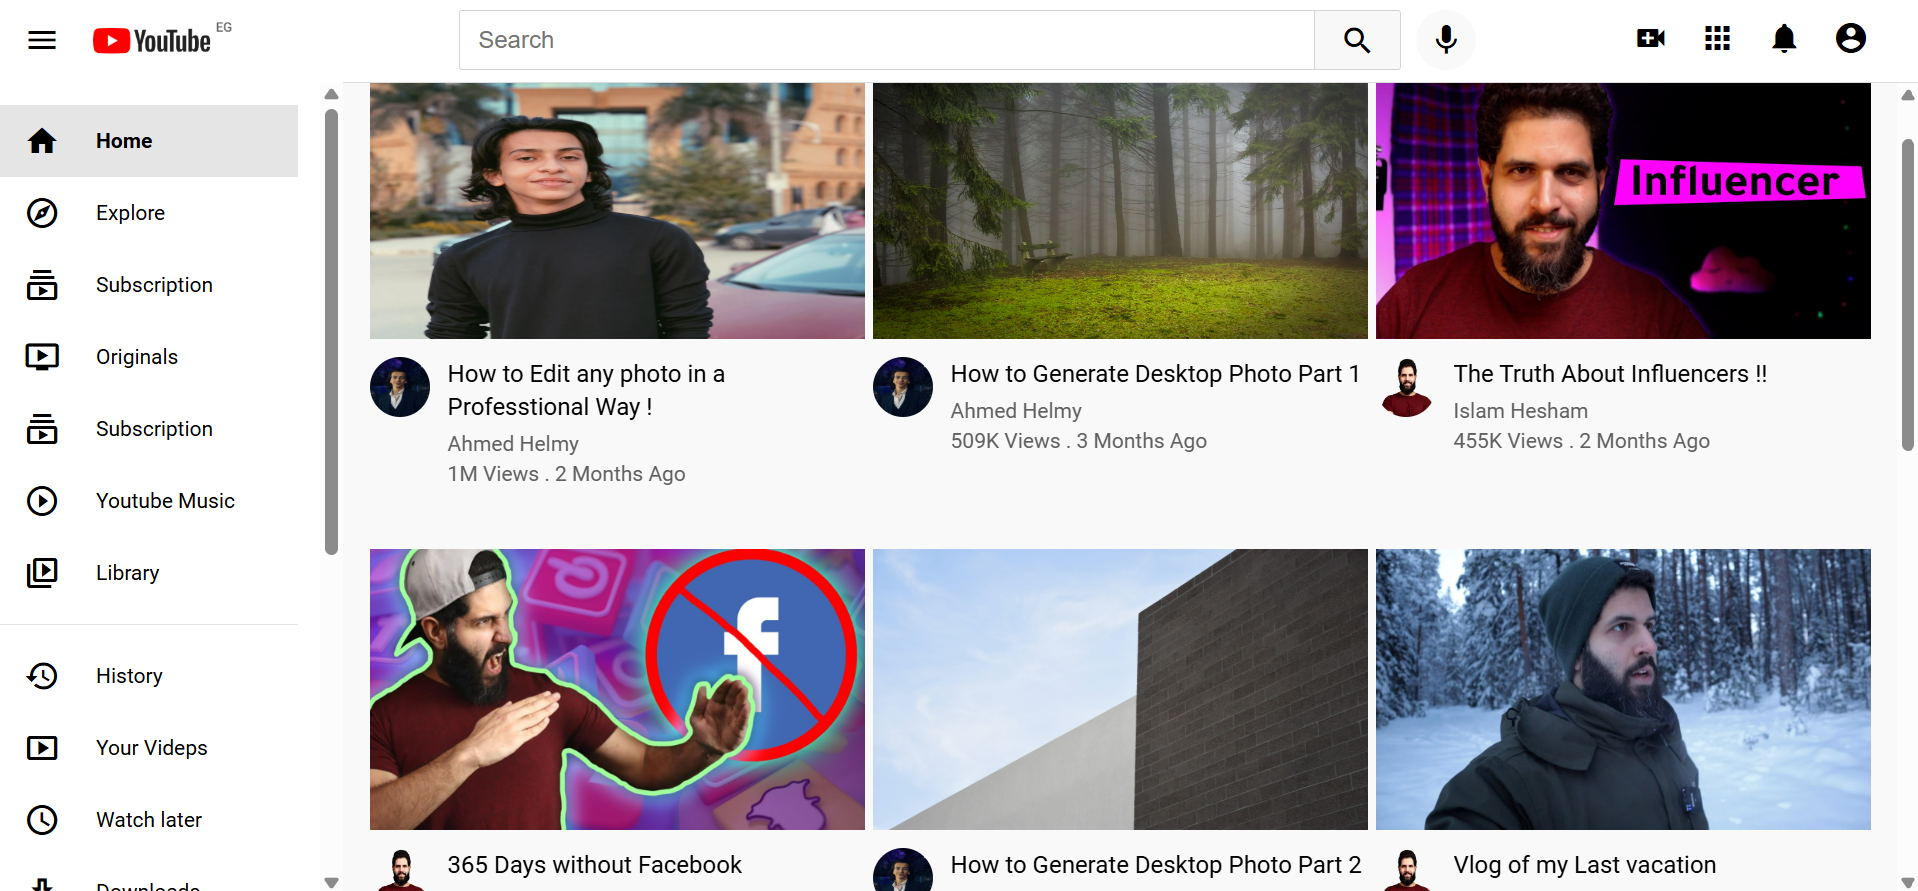 YouTube EG
Search
Home
Explore
Subscription
Originals
Subscription
Youtube Music
Library
History
Your Videps
Watch later
Downloads
Influencer
How to Edit any photo in a
Professtional Way !
Ahmed Helmy
1M Views . 2 Months Ago
How to Generate Desktop Photo Part 1
Ahmed Helmy
509K Views . 3 Months Ago
The Truth About Influencers !!
Islam Hesham
455K Views . 2 Months Ago
f
365 Days without Facebook
How to Generate Desktop Photo Part 2
Vlog of my Last vacation